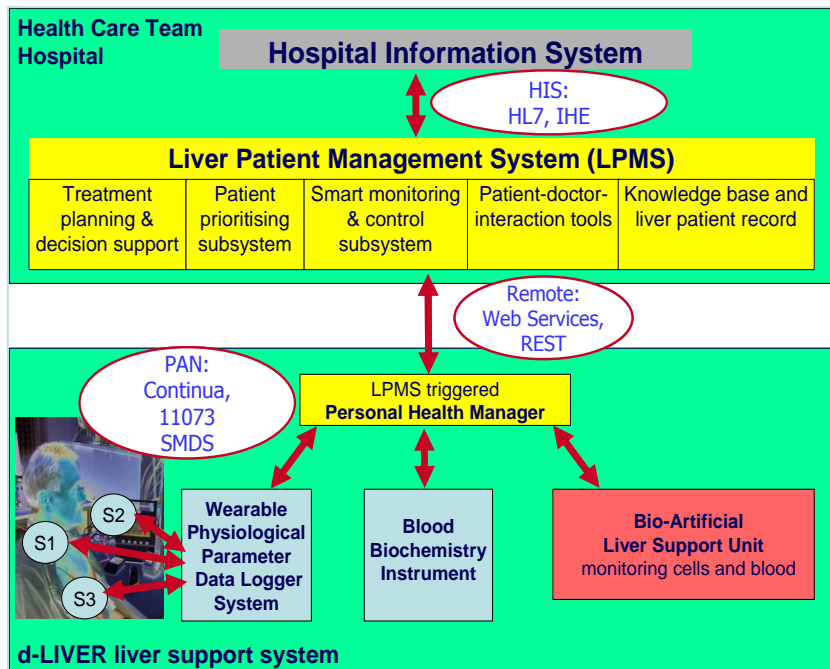 Health Care Team
Hospital
Hospital Information System
HIS:
HL7, IHE
Liver Patient Management System (LPMS)
Treatment
planning &
decision support
Patient
prioritising
subsystem
Smart monitoring
& control
subsystem
Patient-doctor-
interaction tools
Knowledge base and
liver patient record
Remote:
Web Services,
REST
PAN:
Continua,
11073
SMDS
LPMS triggered
Personal Health Manager
S2
S1
S3
Wearable
Physiological
Parameter
Data Logger
System
Blood
Biochemistry
Instrument
Bio-Artificial
Liver Support Unit
monitoring cells and blood
d-LIVER liver support system